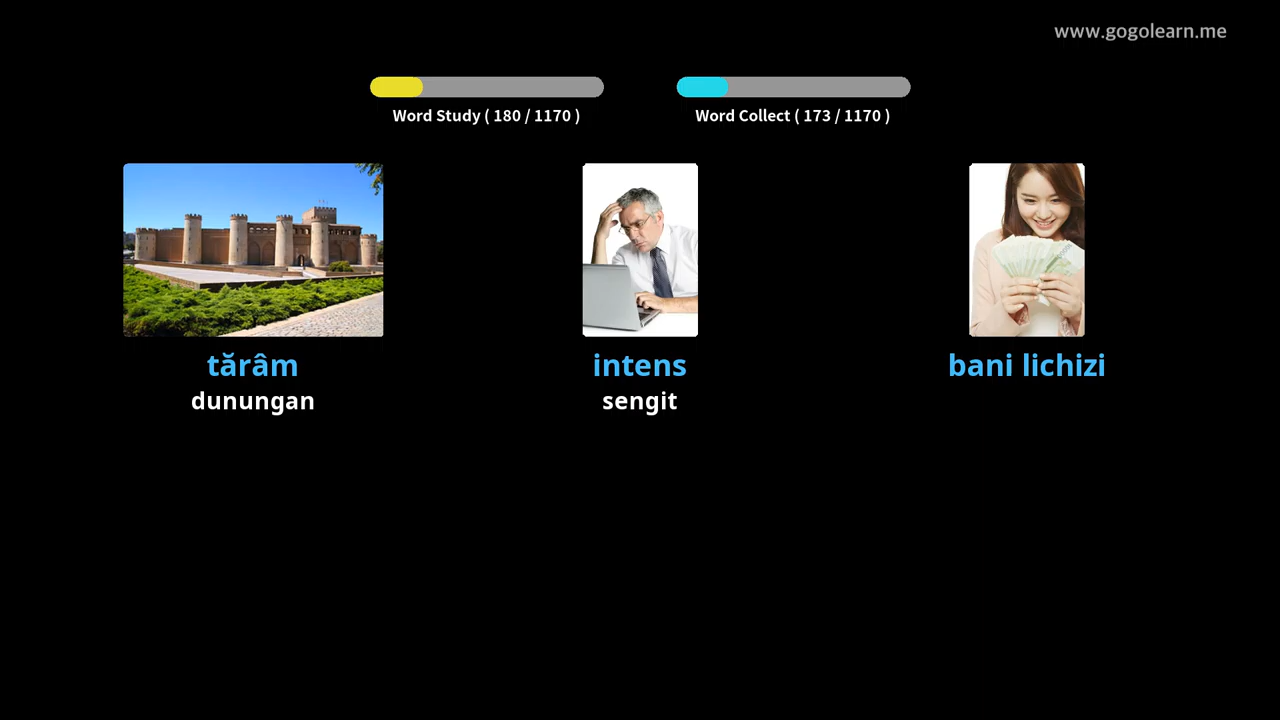 www.gogolearn.me
Word Study ( 180 / 1170 )
Word Collect ( 173 / 1170 )
tărâm
dunungan
intens
sengit
bani lichizi